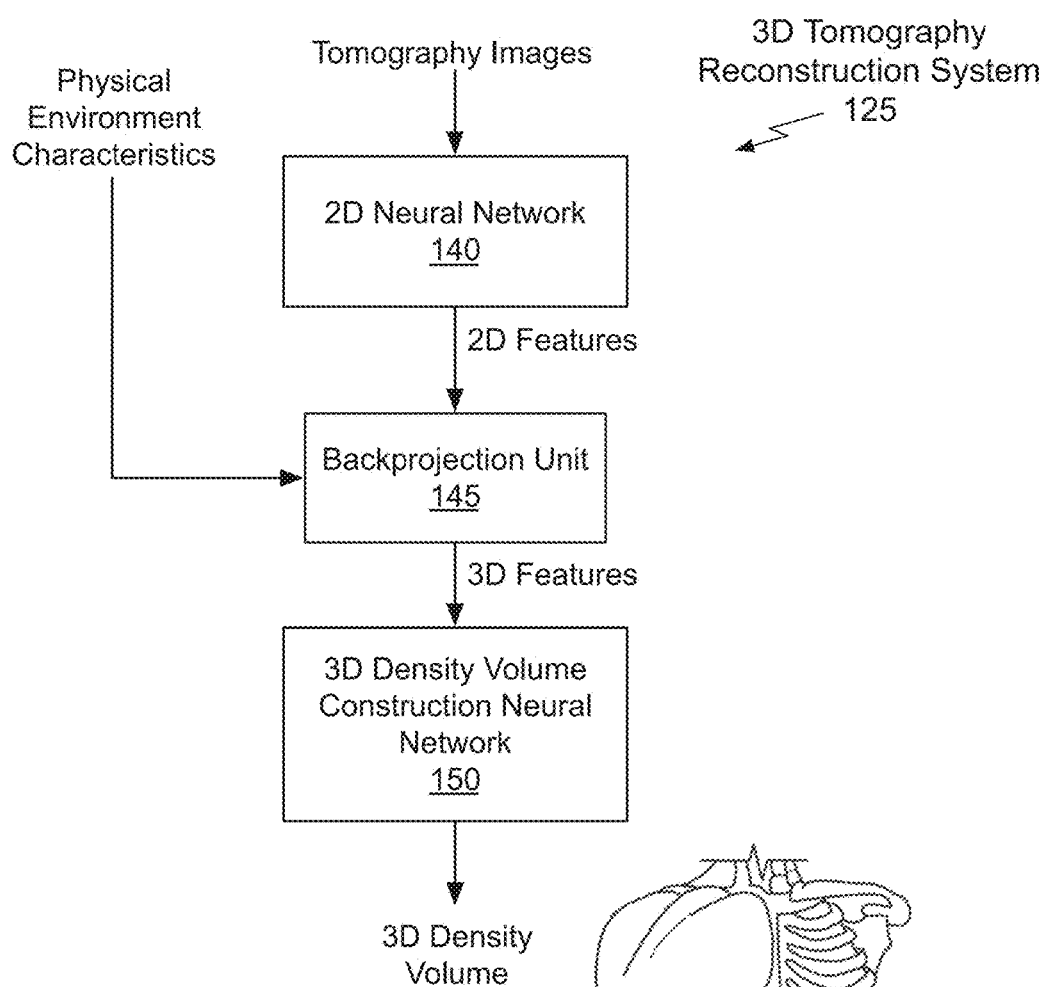 3D Tomography
Reconstruction System
125
Tomography Images
Physical
Environment
Characteristics
2D Neural Network
140
2D Features
Backprojection Unit
145
3D Features
3D Density Volume
Construction Neural
Network
150
3D Density
Volume